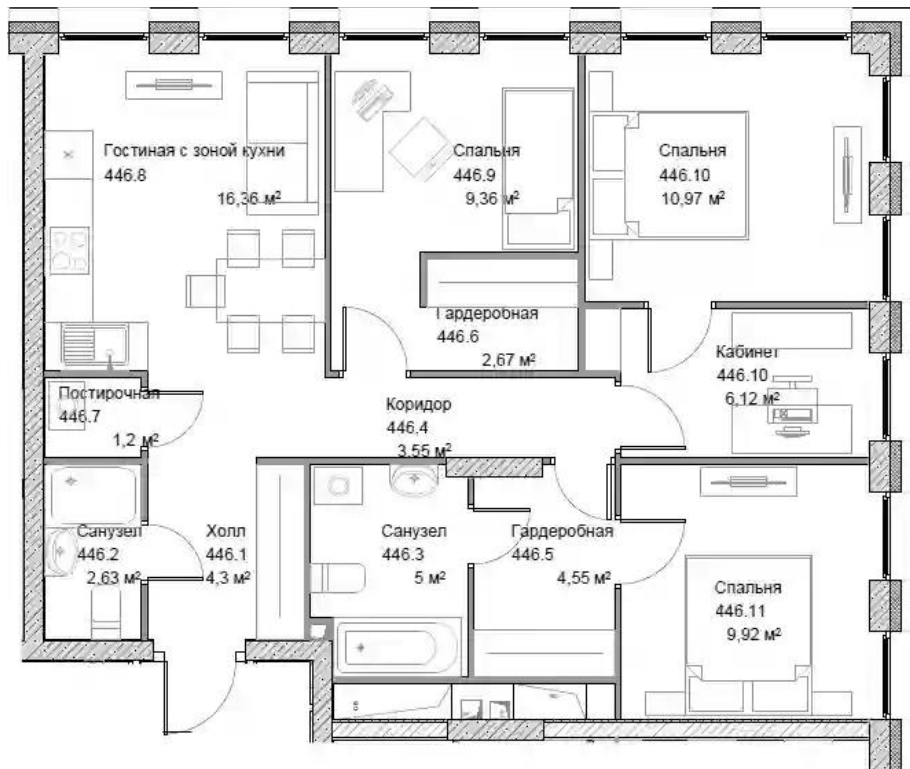 Гостиная с зоной кухни
446.8
16,36 м²
Спальня
446.9
9,36 м²
Спальня
446.10
10,97 м²
Гардеробная
446.6
2,67 м²
Кабинет
446.10
6,12 м²
Постирочная
446.7
1,2 м²
Коридор
446.4
3.55 м²
Санузел
446.2
2,63 м²
Холл
446.1
4,3 м²
Санузел
446.3
5 м²
Гардеробная
446.5
4,55 м²
Спальня
446.11
9,92 м²